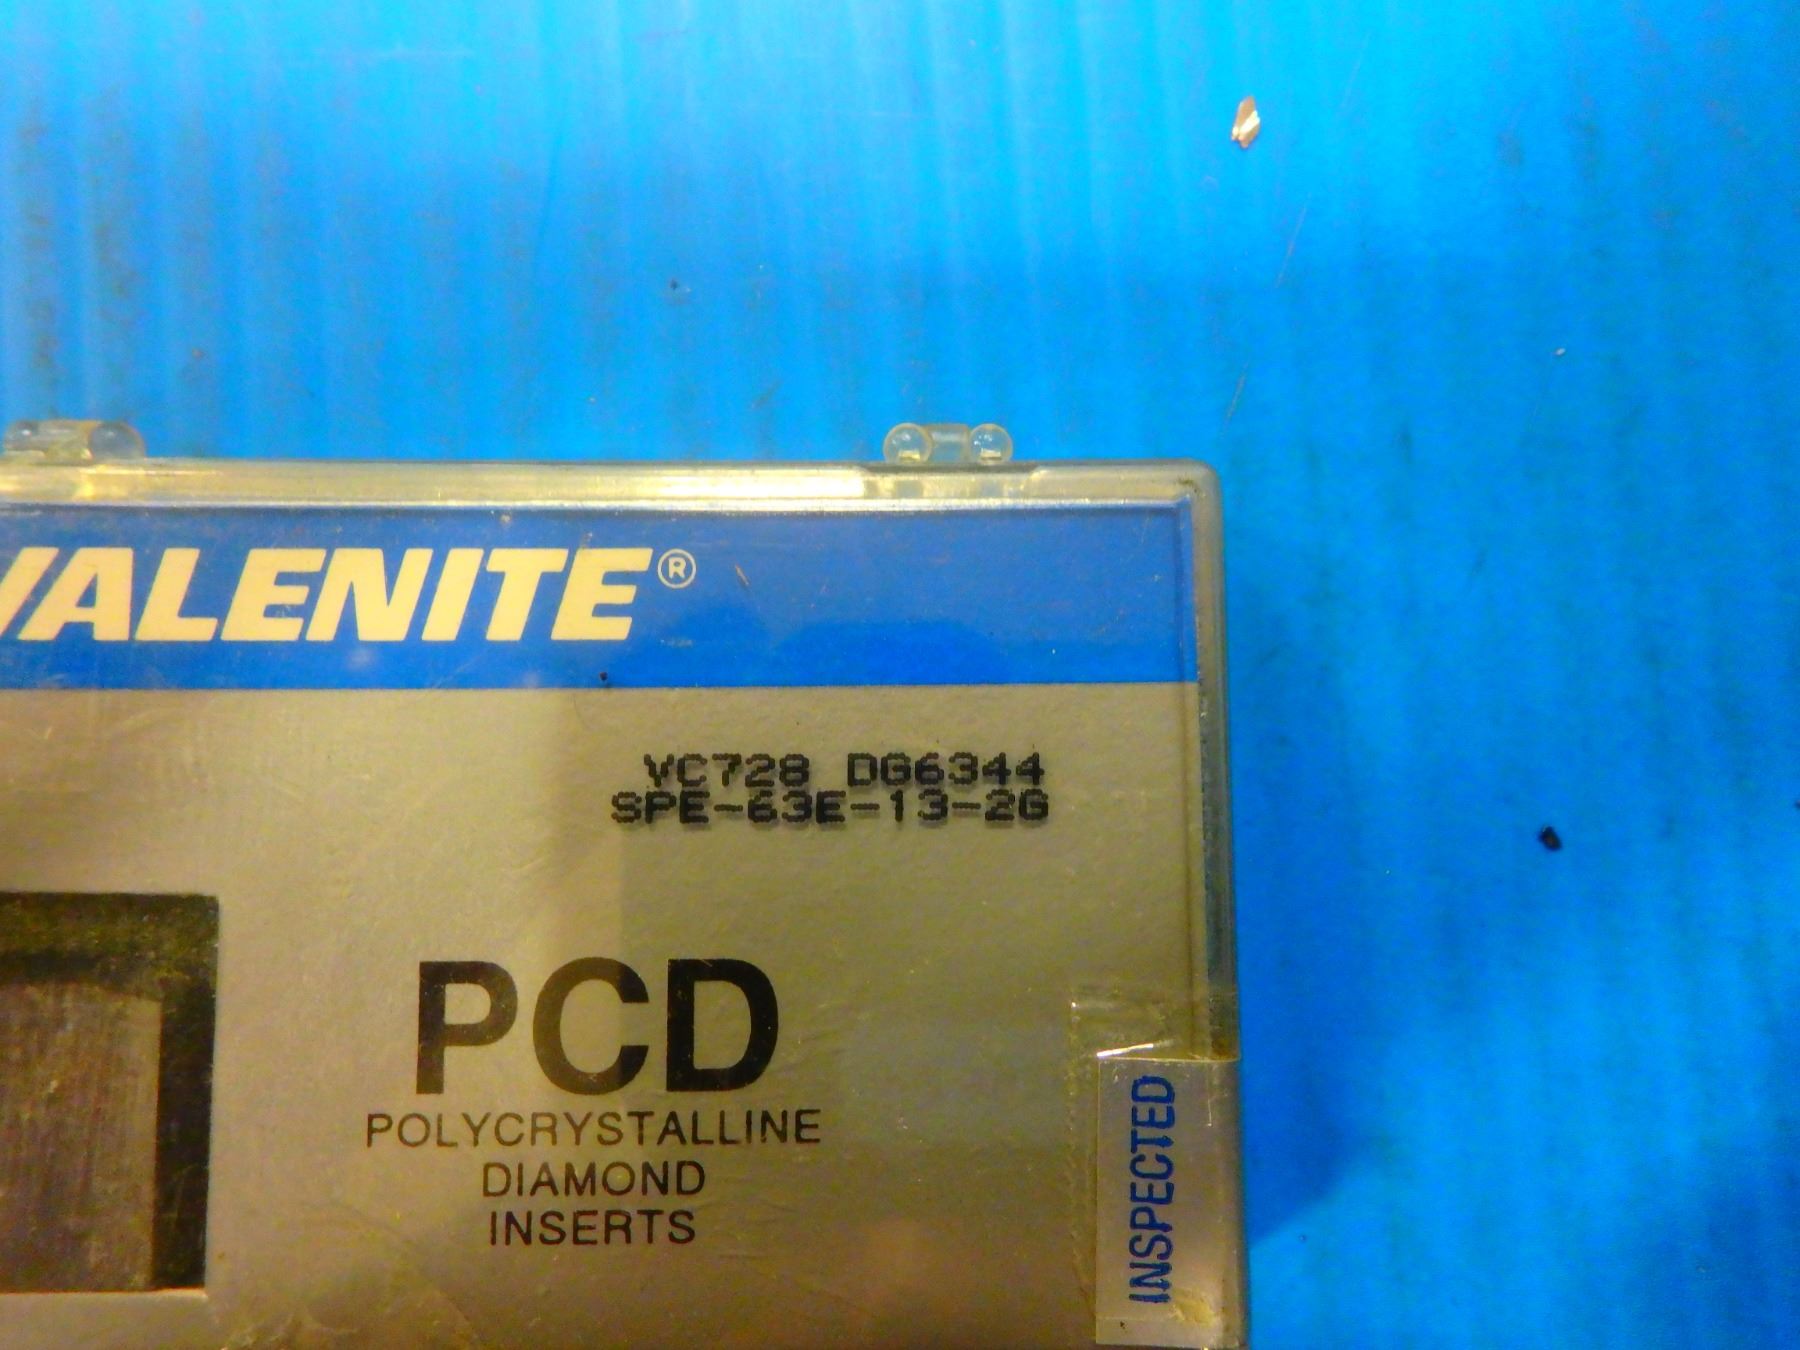 VALENITE®
VC728 DG6344
SPE-63E-13-2G
PCD
POLYCRYSTALLINE
DIAMOND
INSERTS
INSPECTED